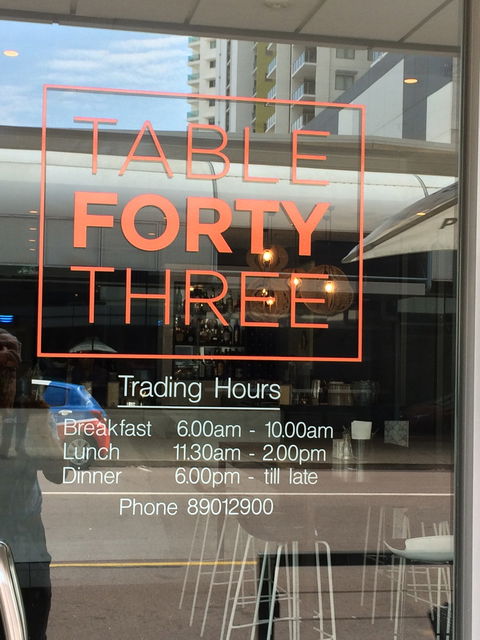 TABLE
FORTY
THREE
Trading Hours
Breakfast 6.00am - 10.00am
Lunch 11.30am - 2.00pm
Dinner 6.00pm - till late
Phone 89012900